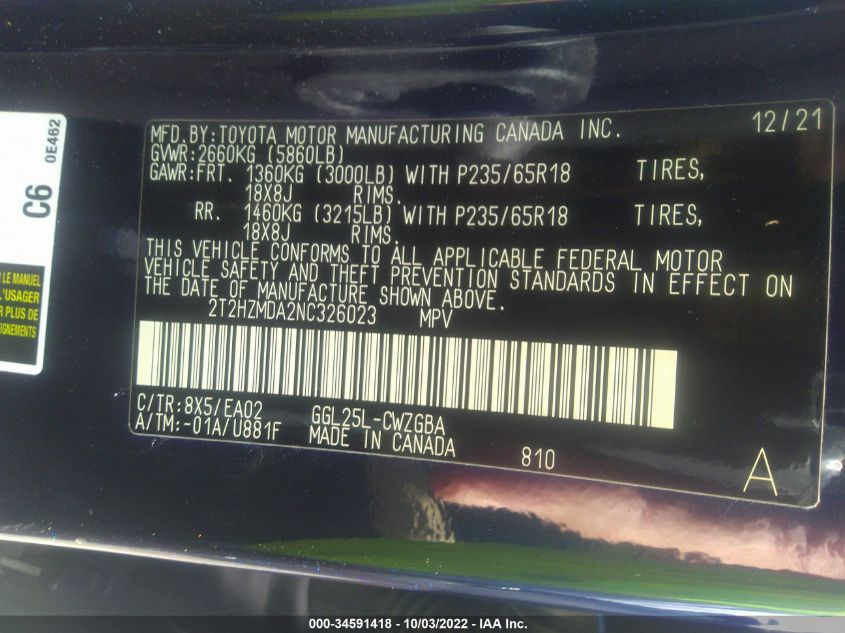 MFD.BY:TOYOTA MOTOR MANUFACTURING CANADA INC. 12/21
GVWR:2660KG (5860LB)
GAWR:FRT. 1360KG (3000LB) WITH P235/65R18 TIRES,
18X8J RIMS.
RR. 1460KG (3215LB) WITH P235/65R18 TIRES,
18X8J RIMS.
THIS VEHICLE CONFORMS TO ALL APPLICABLE FEDERAL MOTOR
VEHICLE SAFETY AND THEFT PREVENTION STANDARDS IN EFFECT ON
THE DATE OF MANUFACTURE SHOWN ABOVE.
2T2HZMDA2NC326023 MPV
C/TR:8X5/EA02 GGL25L-CWZGBA
A/TM:-01A/U881F MADE IN CANADA 810 A
C6 0E462
LE MANUEL
L'USAGER
R PLUS DE
IGNEMENTS
000-34591418 - 10/03/2022 - IAA Inc.